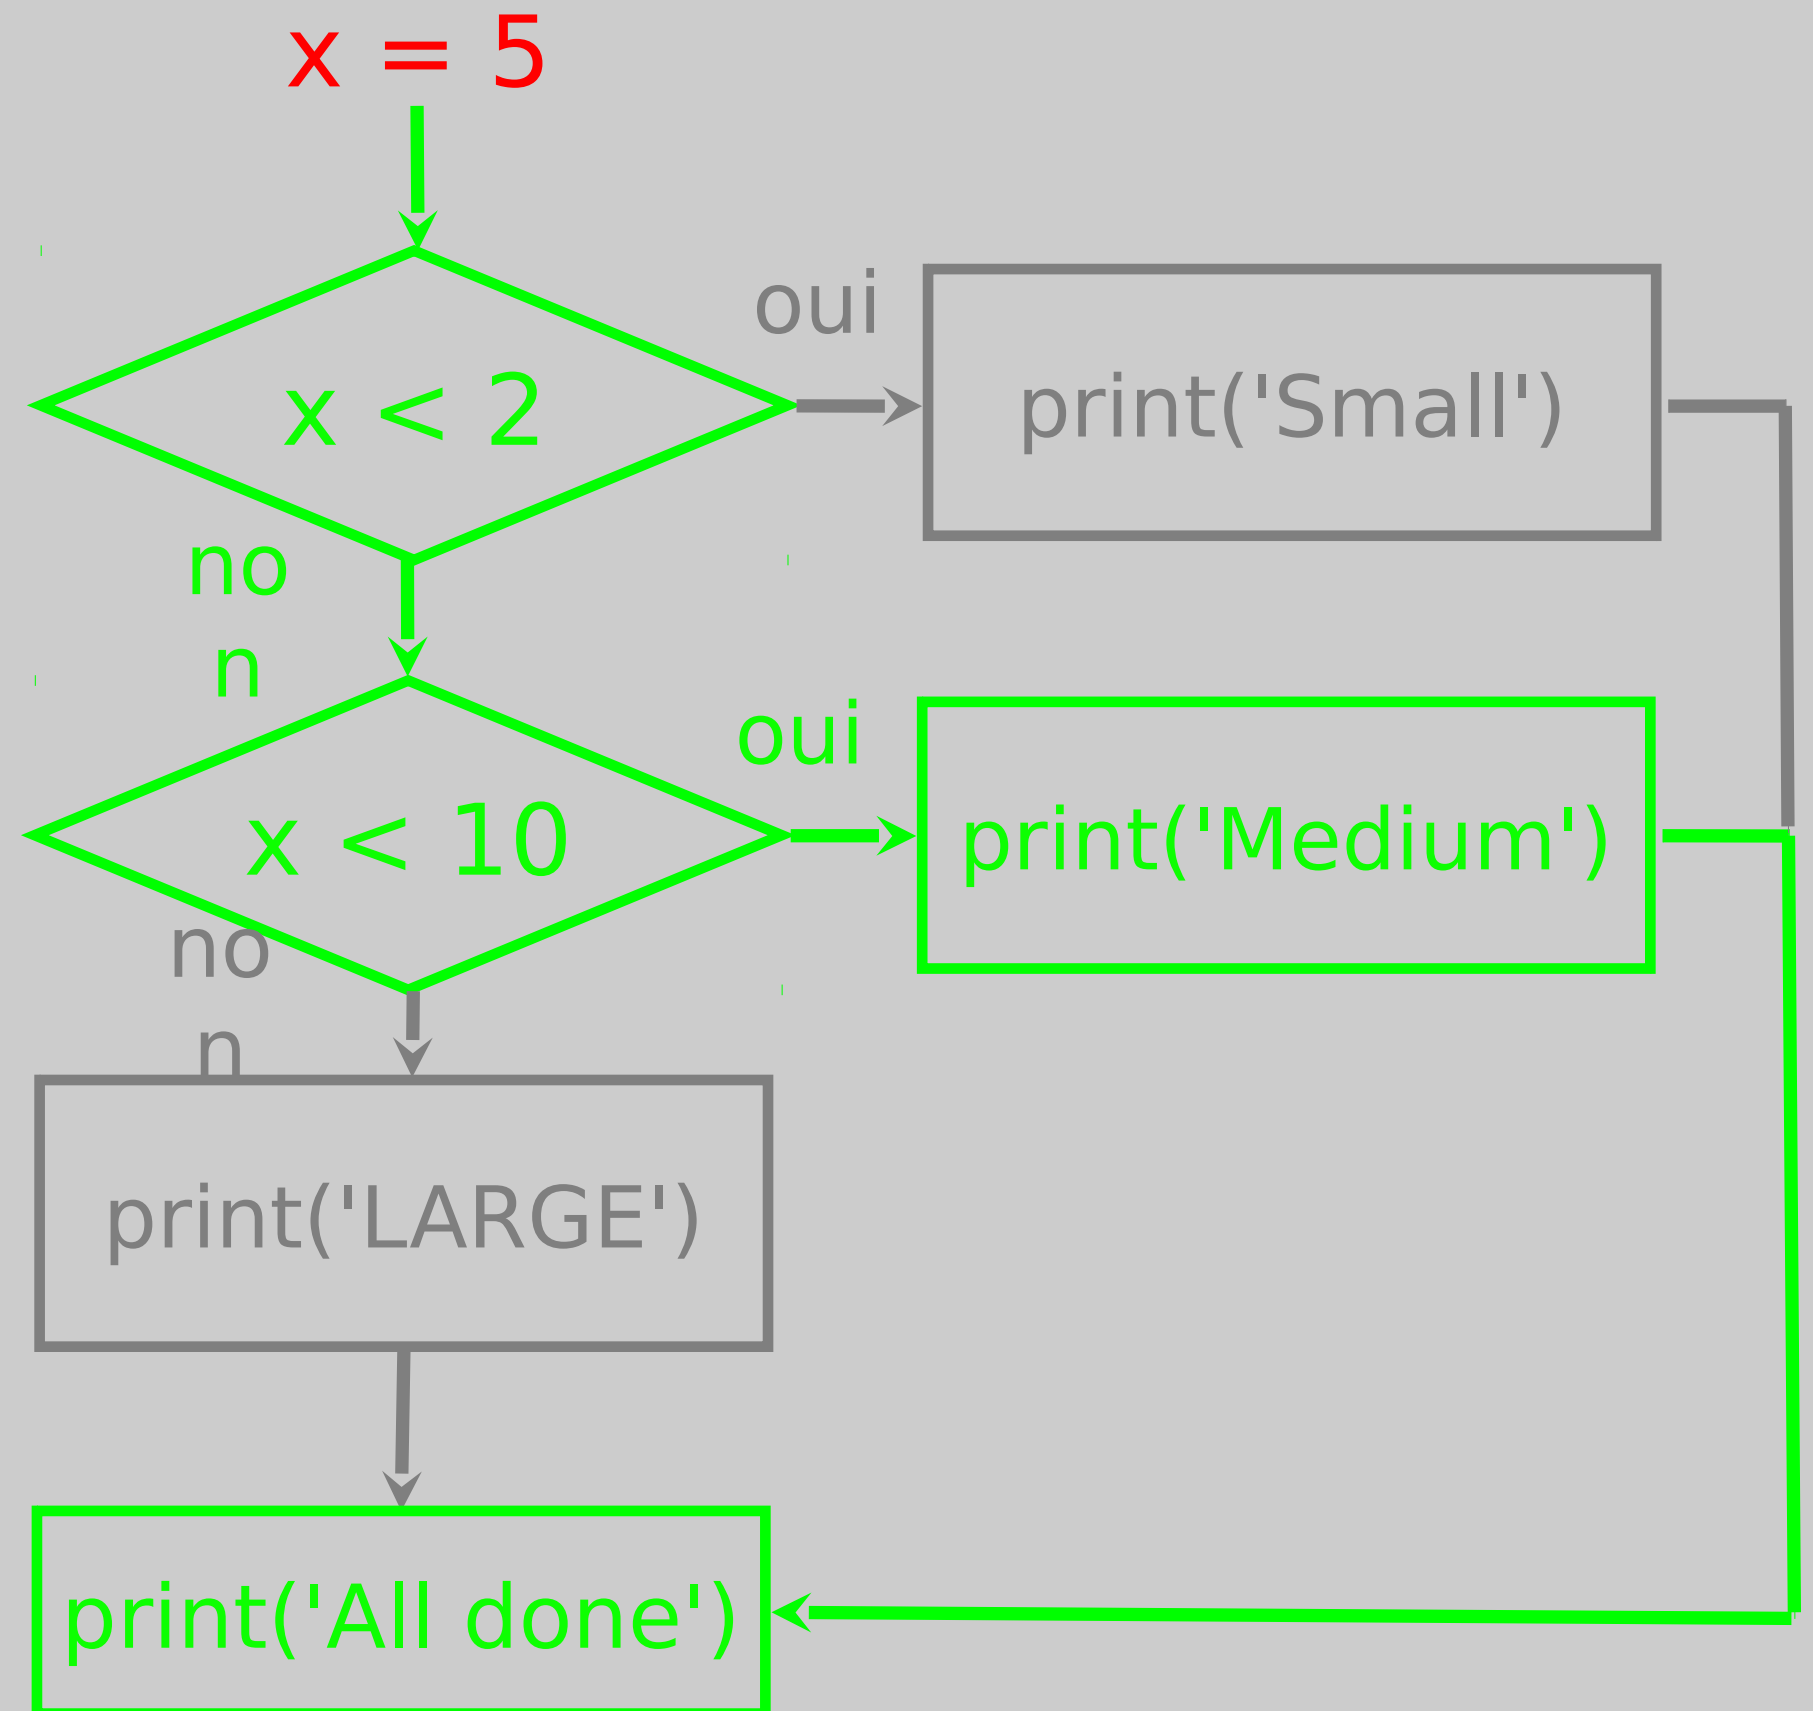 x = 5
oui
x < 2
print('Small')
no
n
oui
x < 10
print('Medium')
no
n
print('LARGE')
print('All done')